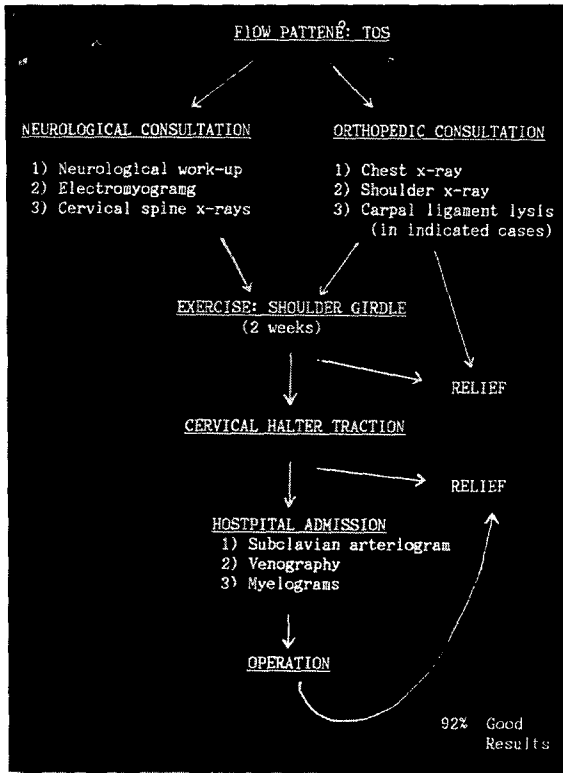 FlOW PATTENE: TOS
NEUROLOGICAL CONSULTATION
1) Neurological work-up
2) Electromyogramg
3) Cervical spine x-rays
ORTHOPEDIC CONSULTATION
1) Chest x-ray
2) Shoulder x-ray
3) Carpal ligament lysis
(in indicated cases)
EXERCISE: SHOULDER GIRDLE
(2 weeks)
RELIEF
CERVICAL HALTER TRACTION
RELIEF
HOSTPITAL ADMISSION
1) Subclavian arteriogram
2) Venography
3) Myelograms
OPERATION
92% Good
Results